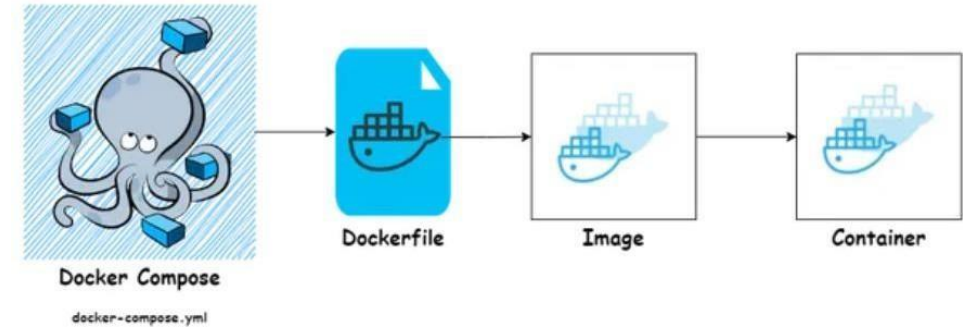 Docker Compose
docker-compose.yml
Dockerfile
Image
Container